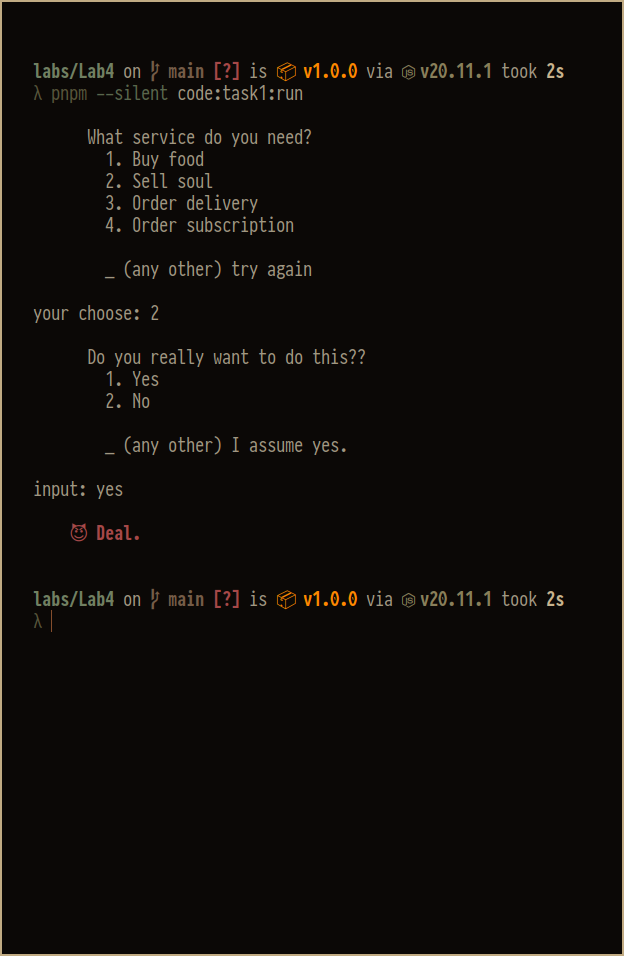 labs/Lab4 on main [?] is 📦 v1.0.0 via v20.11.1 took 2s
λ pnpm --silent code:task1:run
What service do you need?
1. Buy food
2. Sell soul
3. Order delivery
4. Order subscription
_ (any other) try again
your choose: 2
Do you really want to do this??
1. Yes
2. No
_ (any other) I assume yes.
input: yes
😈 Deal.
labs/Lab4 on main [?] is 📦 v1.0.0 via v20.11.1 took 2s
λ